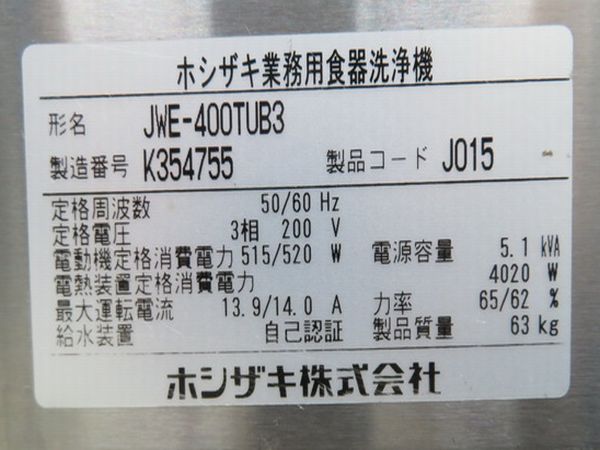 ホシザキ業務用食器洗浄機
形名 JWE-400TUB3
製造番号 K354755 製品コード J015 -
定格周波数 50/60 Hz
定格電圧 3相 200 V
電動機定格消費電力 515/520 W 電源容量 5.1 kVA
電熱装置定格消費電力 4020 W
最大運転電流 13.9/14.0 A 力率 65/62 %
給水装置 自己認証 製品質量 63 kg
ホシザキ株式会社